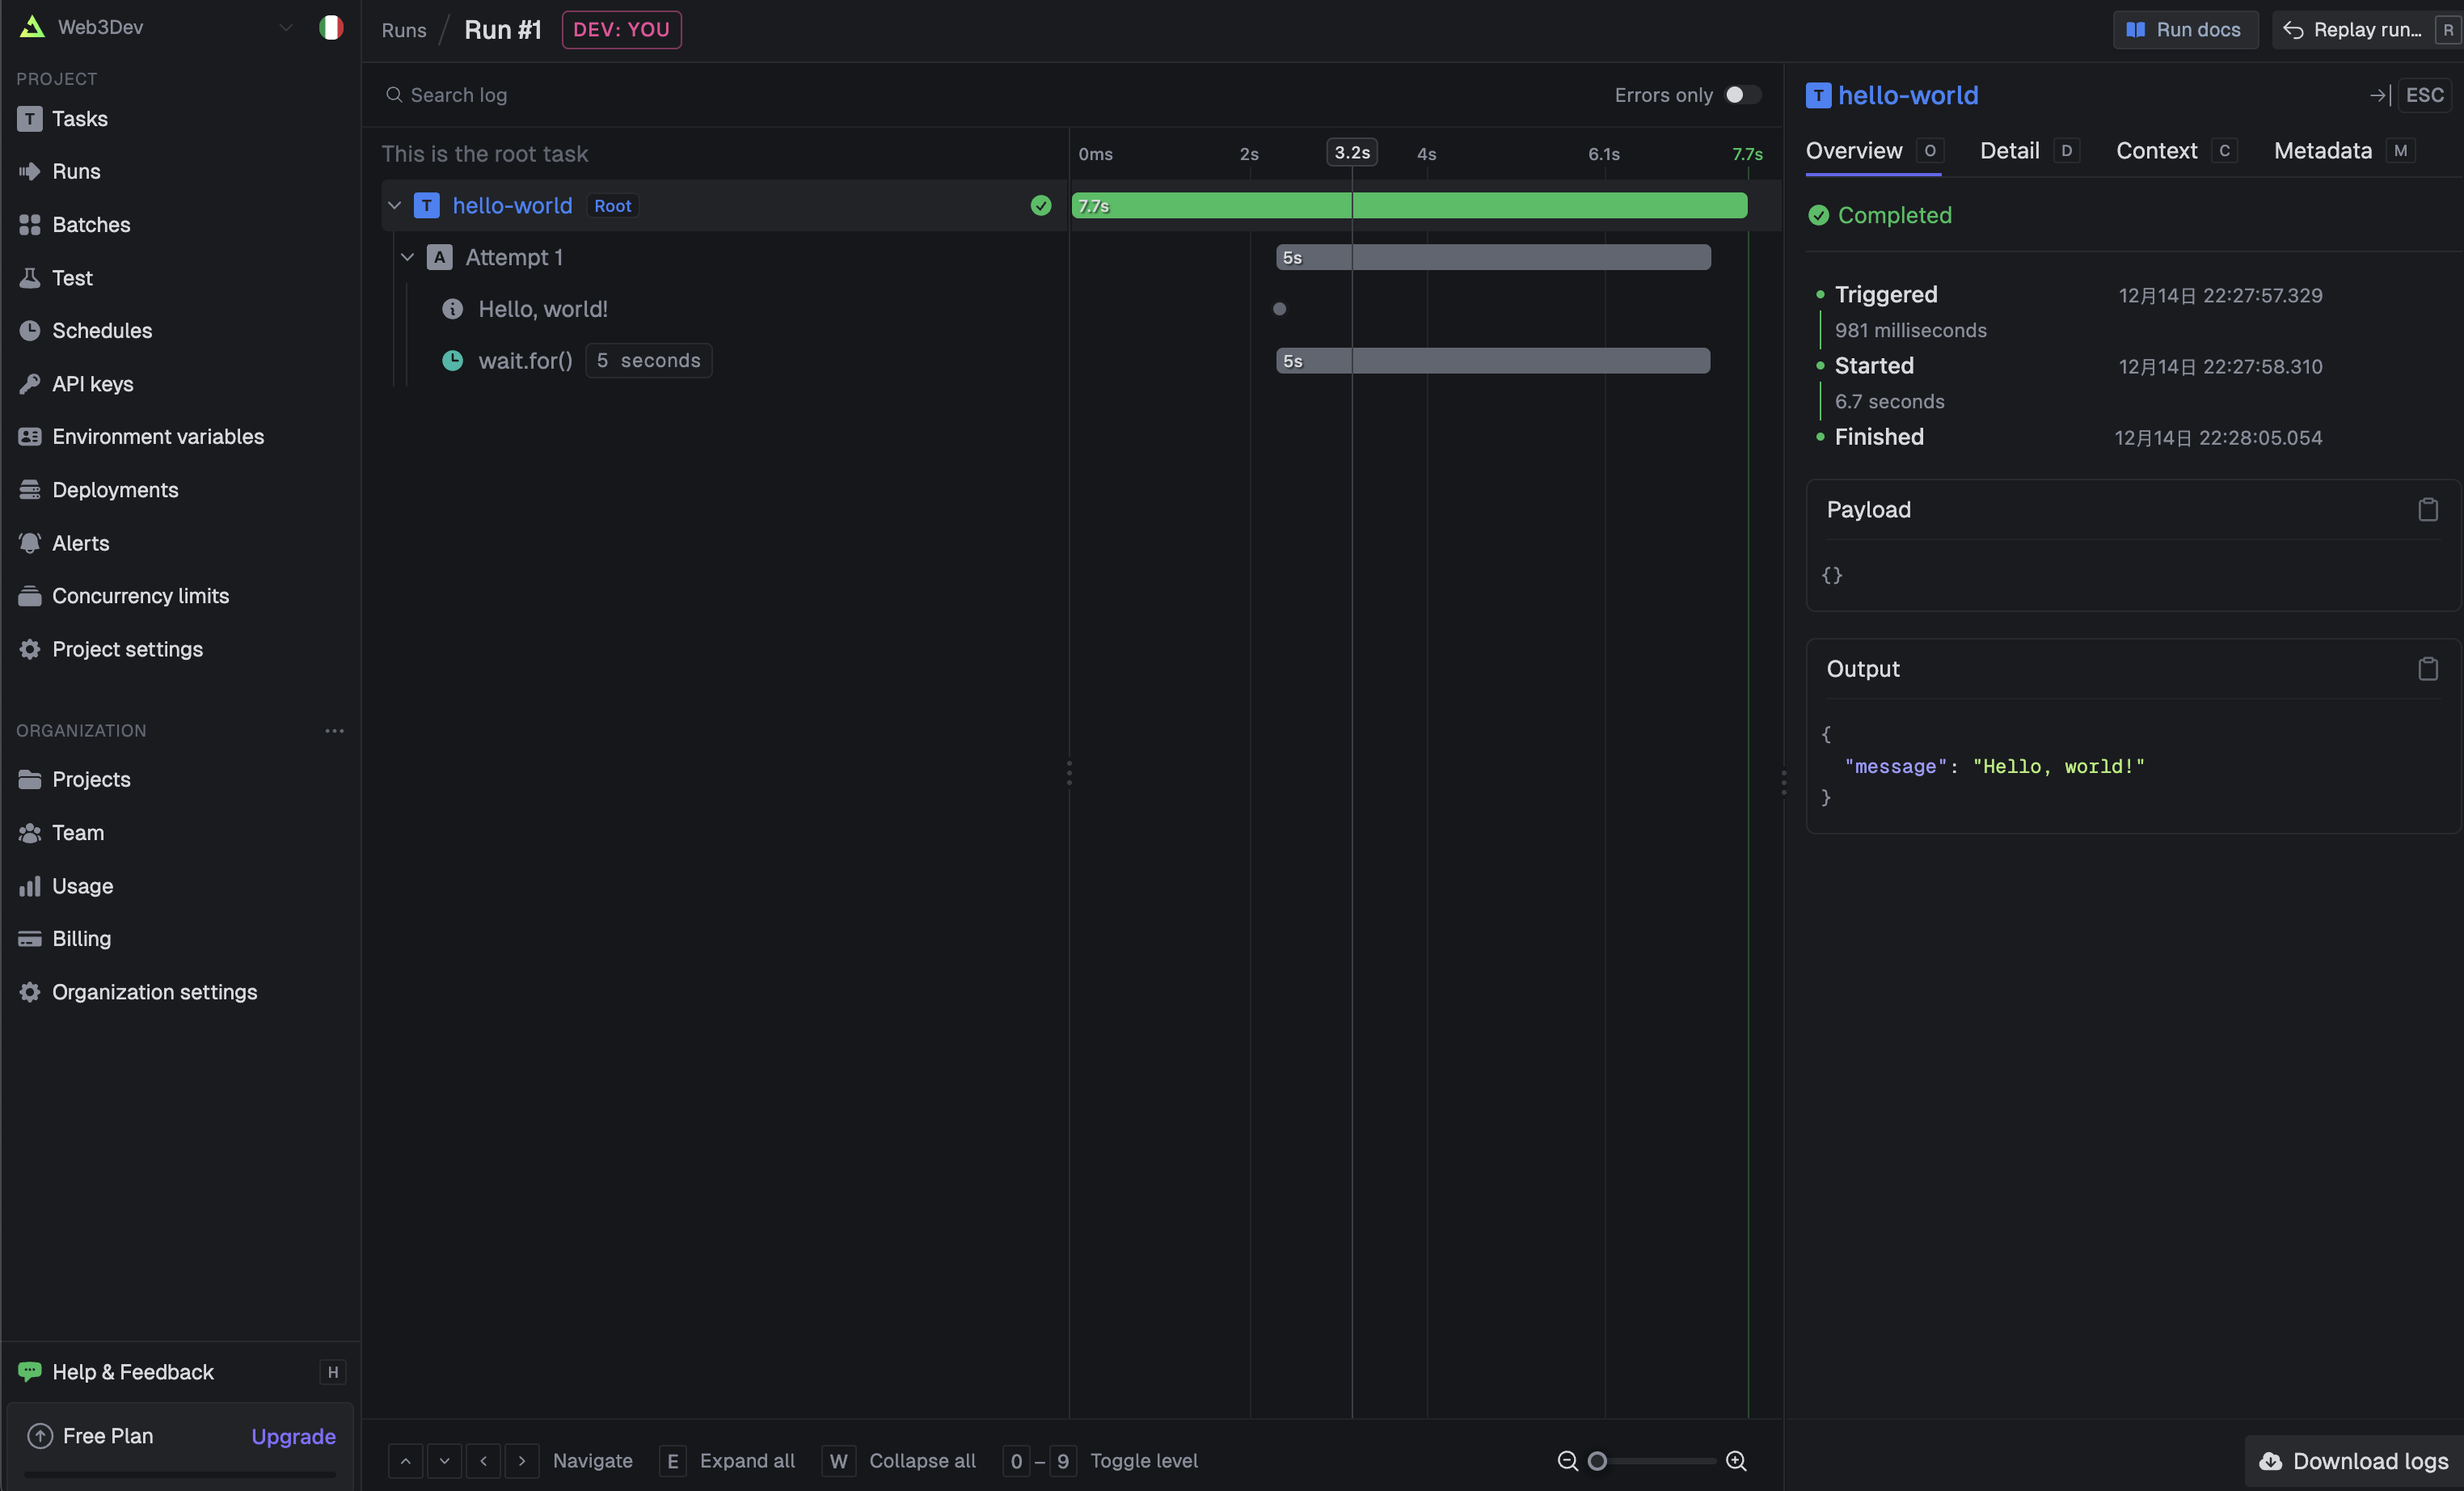 Web3Dev
PROJECT
T Tasks
Runs
Batches
Test
Schedules
API keys
Environment variables
Deployments
Alerts
Concurrency limits
Project settings
ORGANIZATION
Projects
Team
Usage
Billing
Organization settings
Help & Feedback H
Free Plan Upgrade
Runs / Run #1 DEV: YOU
Run docs Replay run... R
Search log Errors only
This is the root task 0ms 2s 3.2s 4s 6.1s 7.7s
T hello-world Root 7.7s
A Attempt 1 5s
Hello, world!
wait.for() 5 seconds 5s
Navigate E Expand all W Collapse all 0 – 9 Toggle level
T hello-world ESC
Overview O Detail D Context C Metadata M
Completed
Triggered 12月14日 22:27:57.329
981 milliseconds
Started 12月14日 22:27:58.310
6.7 seconds
Finished 12月14日 22:28:05.054
Payload
{}
Output
{
"message": "Hello, world!"
}
Download logs